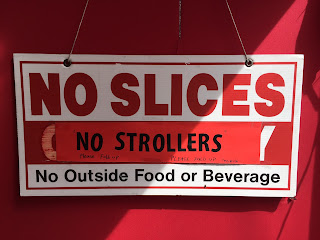 NO SLICES
NO STROLLERS
No Outside Food or Beverage